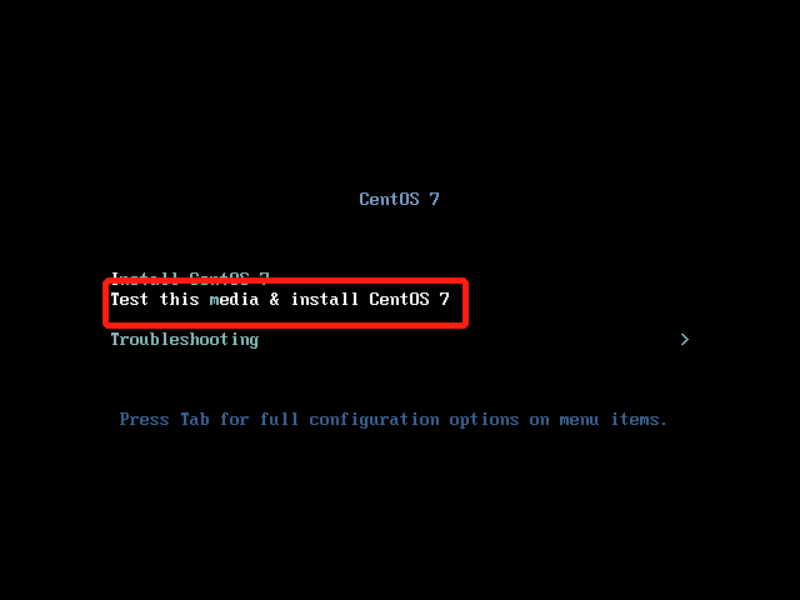 CentOS 7
Install CentOS 7
Test this media & install CentOS 7
Troubleshooting >
Press Tab for full configuration options on menu items.